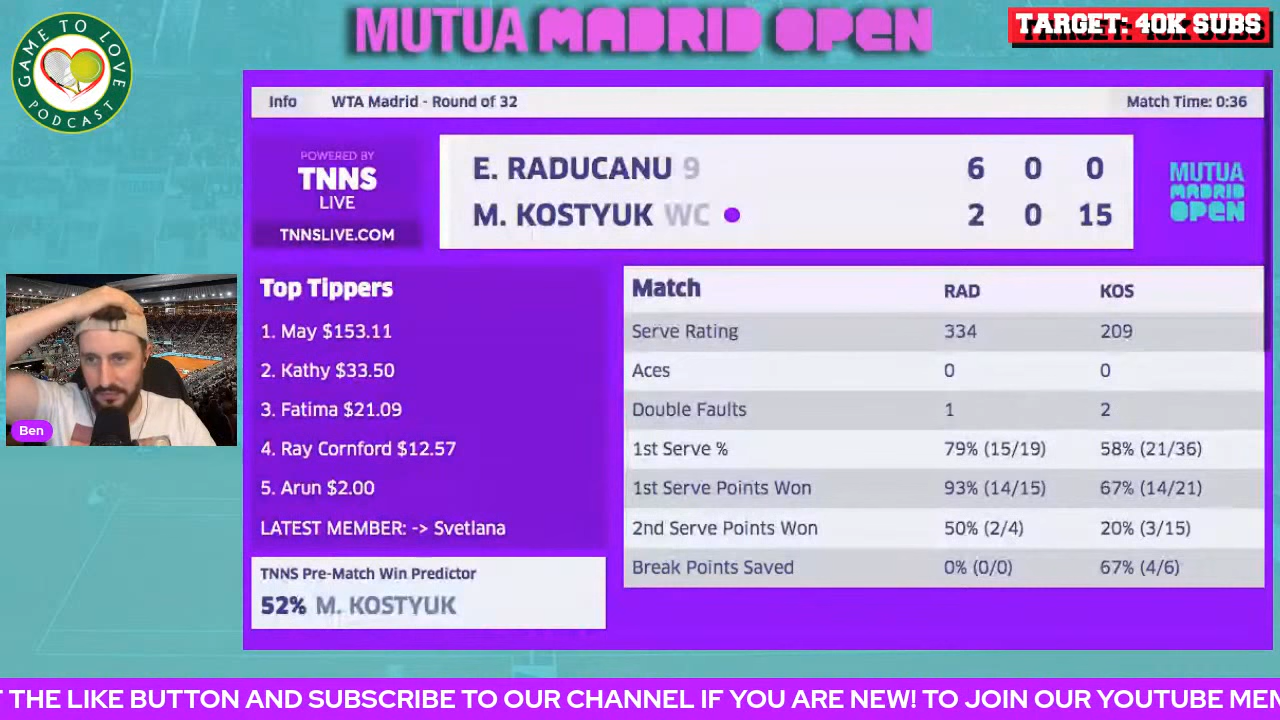 GAME TO LOVE
PODCAST
MUTUA MADRID OPEN
TARGET: 40K SUBS
Info WTA Madrid - Round of 32 Match Time: 0:36
POWERED BY
TNNS
LIVE
TNNSLIVE.COM
E. RADUCANU 9 6 0 0
M. KOSTYUK WC 2 0 15
MUTUA
MADRID
OPEN
Top Tippers
1. May $153.11
2. Kathy $33.50
3. Fatima $21.09
4. Ray Cornford $12.57
5. Arun $2.00
LATEST MEMBER: -> Svetlana
TNNS Pre-Match Win Predictor
52% M. KOSTYUK
Match RAD KOS
Serve Rating 334 209
Aces 0 0
Double Faults 1 2
1st Serve % 79% (15/19) 58% (21/36)
1st Serve Points Won 93% (14/15) 67% (14/21)
2nd Serve Points Won 50% (2/4) 20% (3/15)
Break Points Saved 0% (0/0) 67% (4/6)
Ben
T THE LIKE BUTTON AND SUBSCRIBE TO OUR CHANNEL IF YOU ARE NEW! TO JOIN OUR YOUTUBE MEM